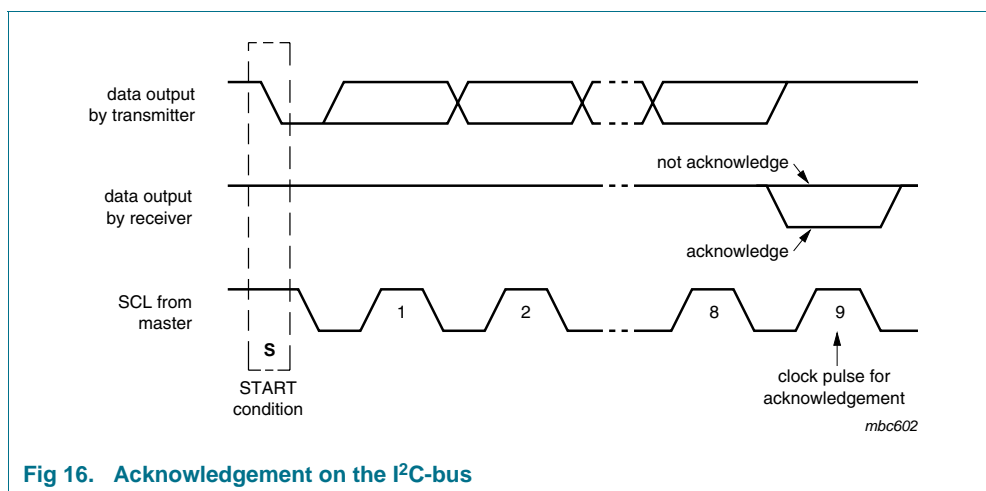 data output
by transmitter
not acknowledge
data output
by receiver
acknowledge
SCL from
master
1
2
8
9
S
START
condition
clock pulse for
acknowledgement
mbc602
Fig 16. Acknowledgement on the I²C-bus